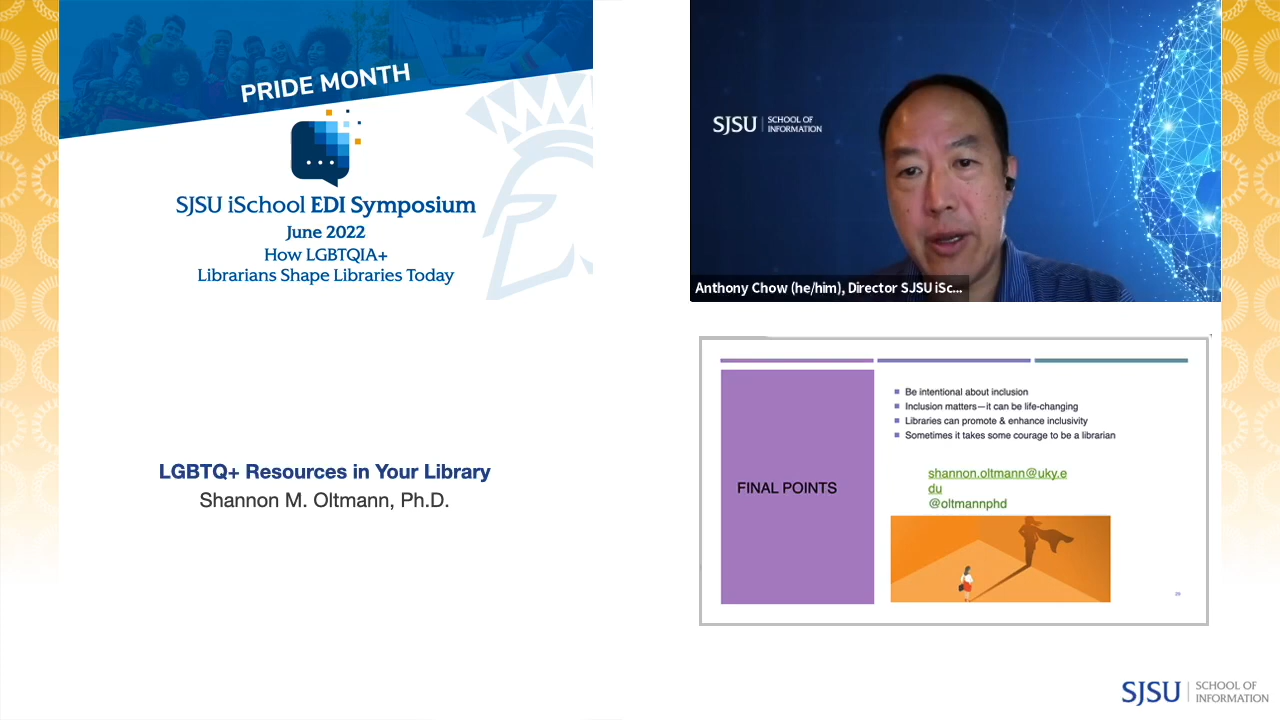 PRIDE MONTH
SJSU iSchool EDI Symposium
June 2022
How LGBTQIA+
Librarians Shape Libraries Today
LGBTQ+ Resources in Your Library
Shannon M. Oltmann, Ph.D.
SJSU SCHOOL OF
INFORMATION
Anthony Chow (he/him), Director SJSU iSc...
Be intentional about inclusion
Inclusion matters—it can be life-changing
Libraries can promote & enhance inclusivity
Sometimes it takes some courage to be a librarian
FINAL POINTS
shannon.oltmann@uky.e
du
@oltmannphd
SJSU SCHOOL OF
INFORMATION